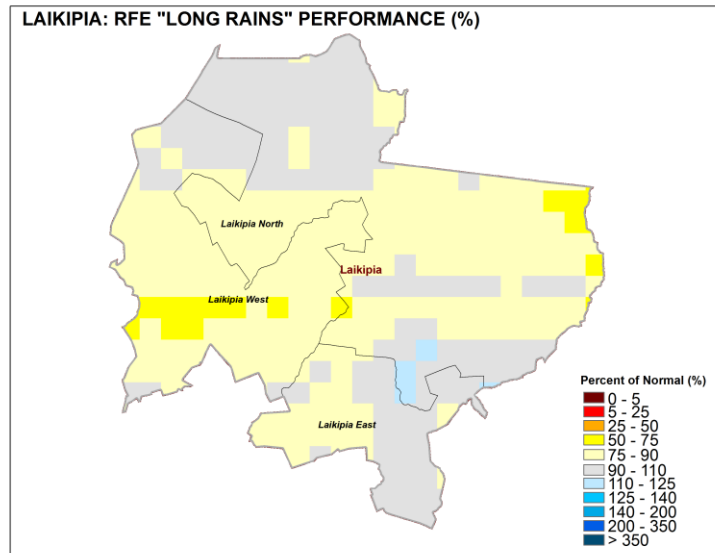 LAIKIPIA: RFE "LONG RAINS" PERFORMANCE (%)
Laikipia North
Laikipia
Laikipia West
Laikipia East
Percent of Normal (%)
0 - 5
5 - 25
25 - 50
50 - 75
75 - 90
90 - 110
110 - 125
125 - 140
140 - 200
200 - 350
> 350